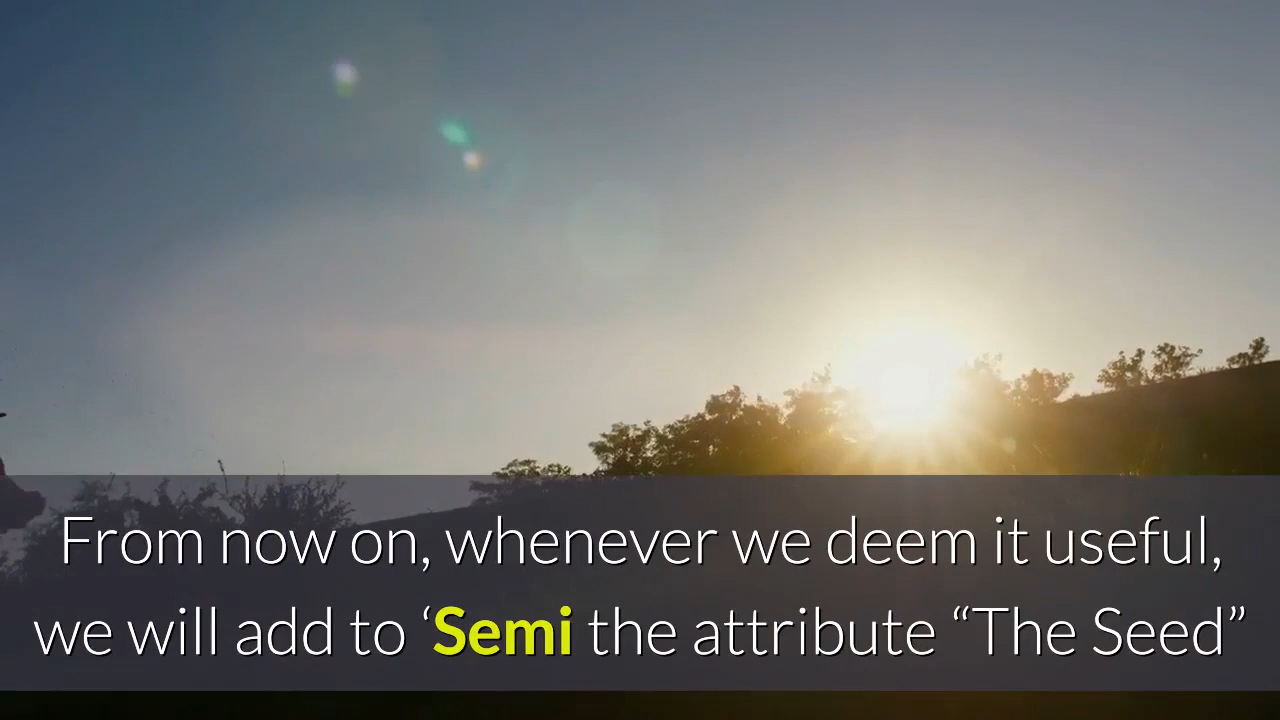 From now on, whenever we deem it useful,
we will add to ‘Semi the attribute “The Seed”